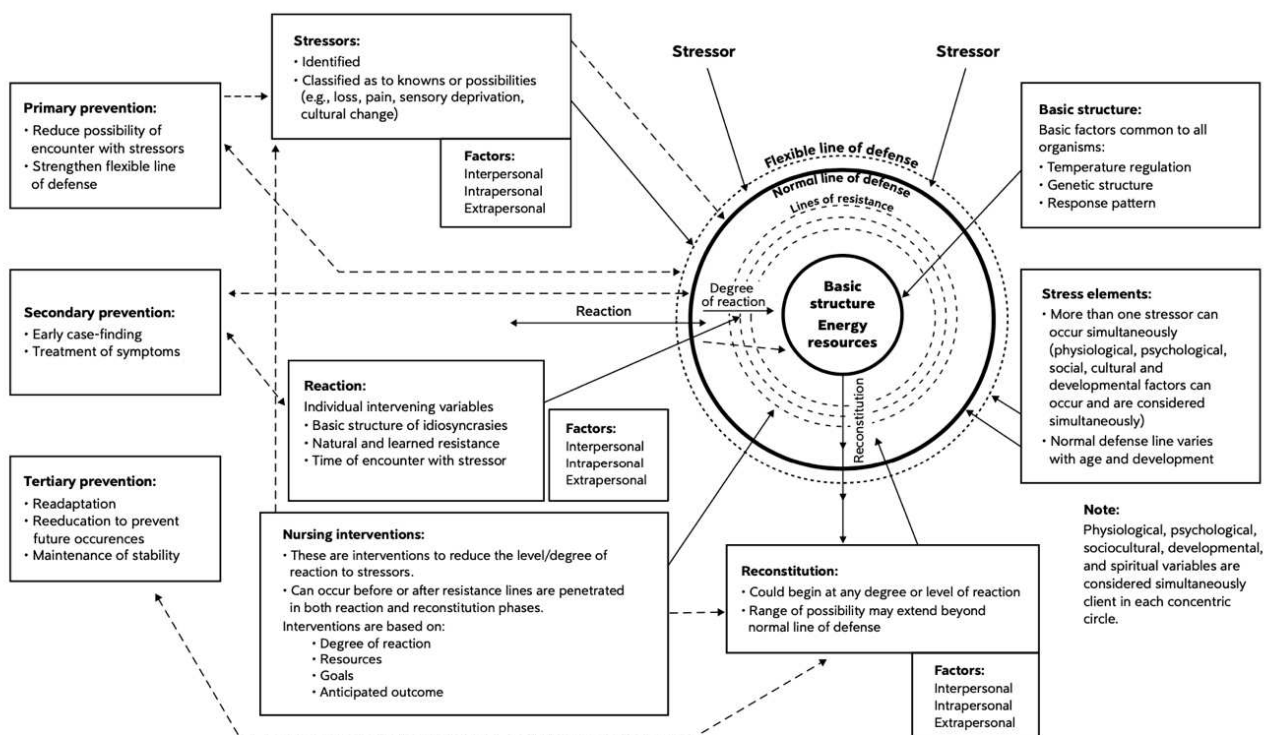 Stressors:
• Identified
• Classified as to knowns or possibilities
(e.g., loss, pain, sensory deprivation,
cultural change)
Factors:
Interpersonal
Intrapersonal
Extrapersonal
Primary prevention:
• Reduce possibility of
encounter with stressors
• Strengthen flexible line
of defense
Secondary prevention:
• Early case-finding
• Treatment of symptoms
Tertiary prevention:
• Readaptation
• Reeducation to prevent
future occurences
• Maintenance of stability
Stressor
Stressor
Flexible line of defense
Normal line of defense
Lines of resistance
Degree
of reaction
Basic
structure
Energy
resources
Reaction
Reconstitution
Reaction:
Individual intervening variables
• Basic structure of idiosyncrasies
• Natural and learned resistance
• Time of encounter with stressor
Factors:
Interpersonal
Intrapersonal
Extrapersonal
Nursing interventions:
• These are interventions to reduce the level/degree of
reaction to stressors.
• Can occur before or after resistance lines are penetrated
in both reaction and reconstitution phases.
Interventions are based on:
• Degree of reaction
• Resources
• Goals
• Anticipated outcome
Basic structure:
Basic factors common to all
organisms:
• Temperature regulation
• Genetic structure
• Response pattern
Stress elements:
• More than one stressor can
occur simultaneously
(physiological, psychological,
social, cultural and
developmental factors can
occur and are considered
simultaneously)
• Normal defense line varies
with age and development
Note:
Physiological, psychological,
sociocultural, developmental,
and spiritual variables are
considered simultaneously
client in each concentric
circle.
Reconstitution:
• Could begin at any degree or level of reaction
• Range of possibility may extend beyond
normal line of defense
Factors:
Interpersonal
Intrapersonal
Extrapersonal